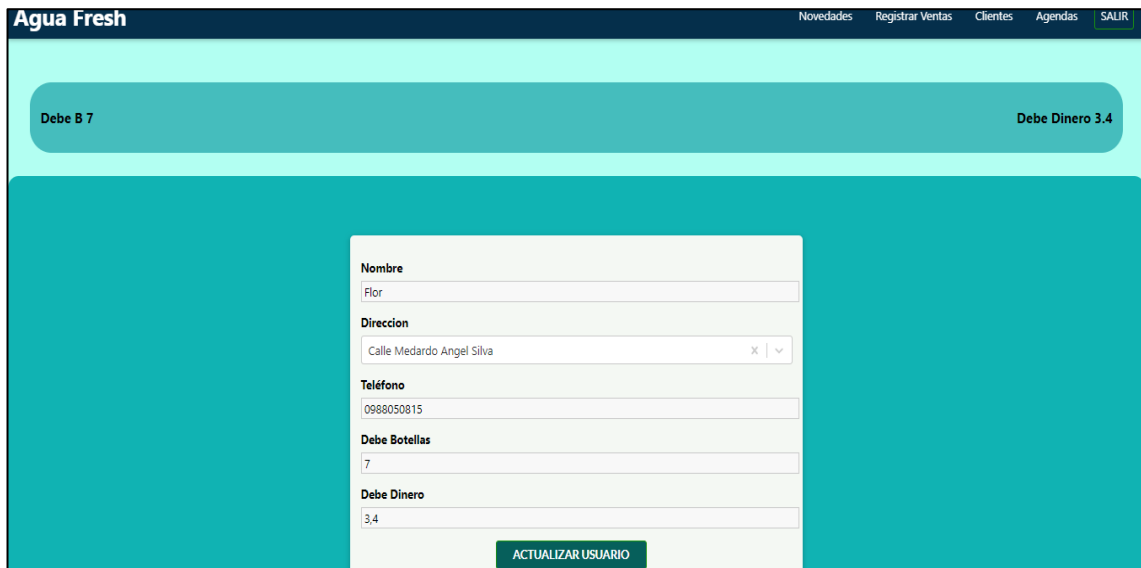 Agua Fresh Novedades Registrar Ventas Clientes Agendas SALIR
Debe B 7 Debe Dinero 3.4
Nombre
Flor
Direccion
Calle Medardo Angel Silva
Teléfono
0988050815
Debe Botellas
7
Debe Dinero
3,4
ACTUALIZAR USUARIO